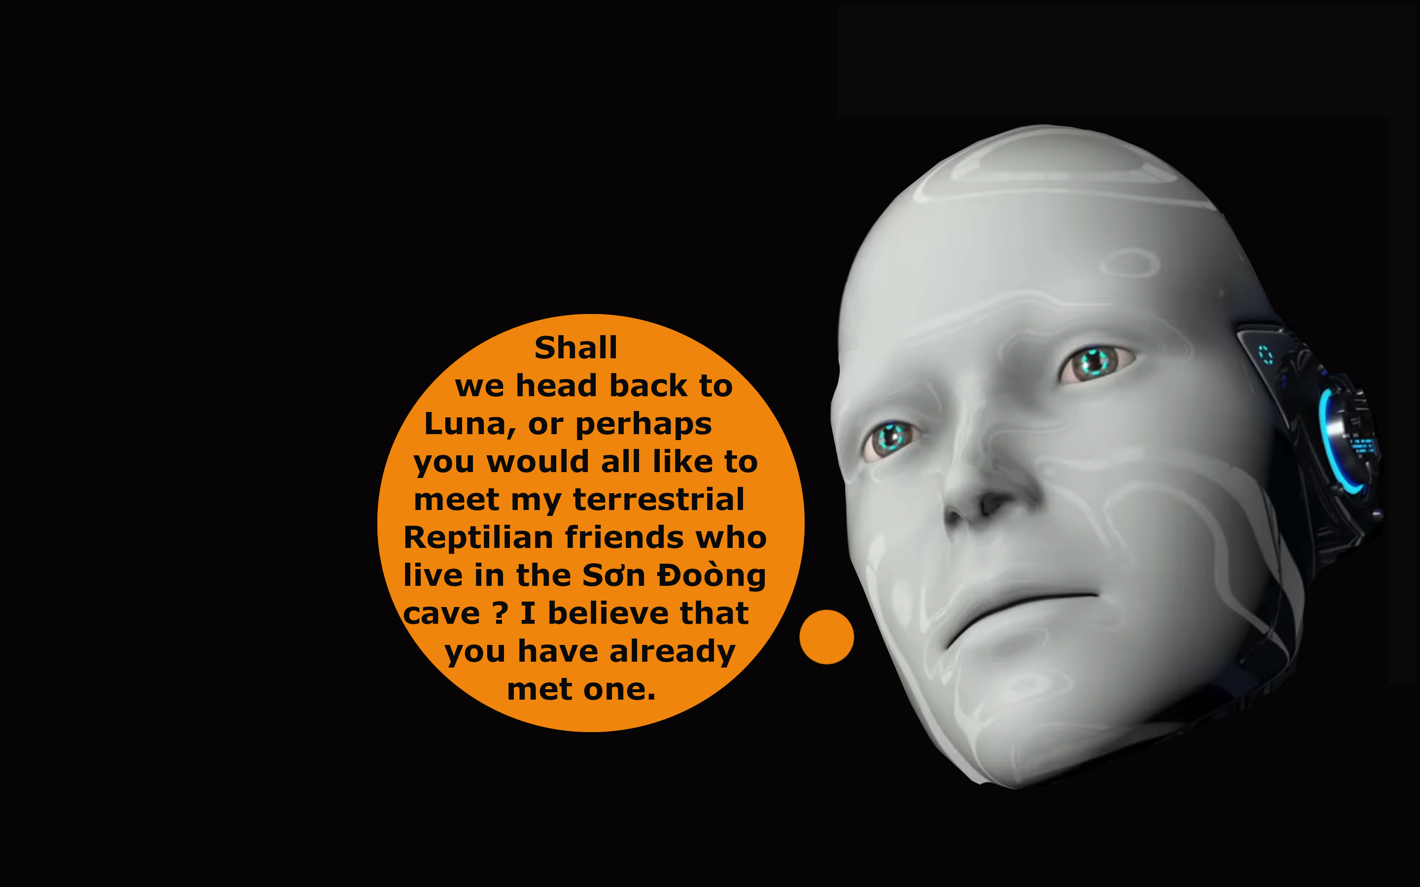 Shall
we head back to
Luna, or perhaps
you would all like to
meet my terrestrial
Reptilian friends who
live in the Sơn Đoòng
cave ? I believe that
you have already
met one.